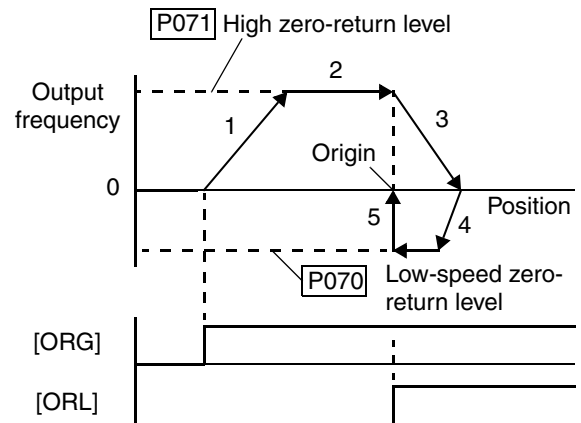 P071 High zero-return level
2
Output
frequency
1
3
Origin
0
Position
5
4
P070
Low-speed zero-
return level
[ORG]
[ORL]